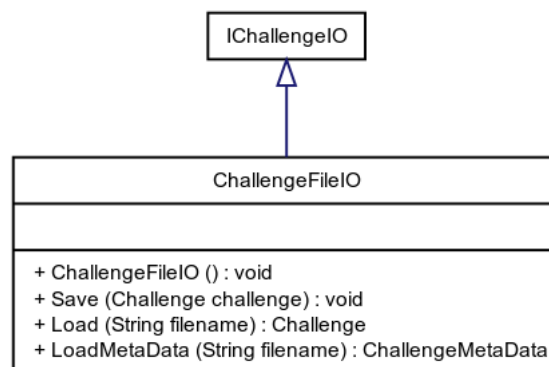 IChallengeIO
ChallengeFileIO
+ ChallengeFileIO () : void
+ Save (Challenge challenge) : void
+ Load (String filename) : Challenge
+ LoadMetaData (String filename) : ChallengeMetaData